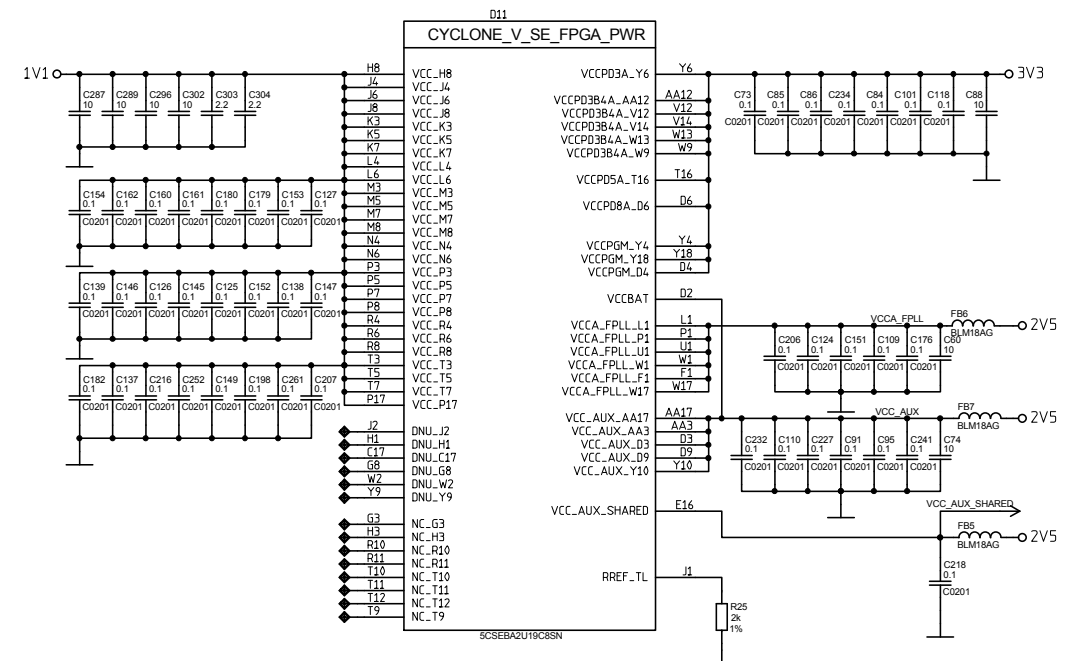 D11
CYCLONE_V_SE_FPGA_PWR
1V1
C287 C289 C296 C302 C303 C304
10 10 10 10 2.2 2.2
C154 C162 C160 C161 C180 C179 C153 C127
0.1 0.1 0.1 0.1 0.1 0.1 0.1 0.1
C0201 C0201 C0201 C0201 C0201 C0201 C0201 C0201
C139 C146 C126 C145 C125 C152 C138 C147
0.1 0.1 0.1 0.1 0.1 0.1 0.1 0.1
C0201 C0201 C0201 C0201 C0201 C0201 C0201 C0201
C182 C137 C216 C252 C149 C198 C261 C207
0.1 0.1 0.1 0.1 0.1 0.1 0.1 0.1
C0201 C0201 C0201 C0201 C0201 C0201 C0201 C0201
H8 VCC_H8
J4 VCC_J4
J6 VCC_J6
J8 VCC_J8
K3 VCC_K3
K5 VCC_K5
K7 VCC_K7
L4 VCC_L4
L6 VCC_L6
M3 VCC_M3
M5 VCC_M5
M7 VCC_M7
M8 VCC_M8
N4 VCC_N4
N6 VCC_N6
P3 VCC_P3
P5 VCC_P5
P7 VCC_P7
P8 VCC_P8
R4 VCC_R4
R6 VCC_R6
R8 VCC_R8
T3 VCC_T3
T5 VCC_T5
T7 VCC_T7
P17 VCC_P17
J2 DNU_J2
H1 DNU_H1
C17 DNU_C17
G8 DNU_G8
W2 DNU_W2
Y9 DNU_Y9
G3 NC_G3
H3 NC_H3
R10 NC_R10
R11 NC_R11
T10 NC_T10
T11 NC_T11
T12 NC_T12
T9 NC_T9
VCCPD3A_Y6 Y6
VCCPD3B4A_AA12 AA12
VCCPD3B4A_V12 V12
VCCPD3B4A_V14 V14
VCCPD3B4A_W13 W13
VCCPD3B4A_W9 W9
VCCPD5A_T16 T16
VCCPD8A_D6 D6
VCCPGM_Y4 Y4
VCCPGM_Y18 Y18
VCCPGM_D4 D4
VCCBAT D2
VCCA_FPLL_L1 L1
VCCA_FPLL_P1 P1
VCCA_FPLL_U1 U1
VCCA_FPLL_W1 W1
VCCA_FPLL_F1 F1
VCCA_FPLL_W17 W17
VCC_AUX_AA17 AA17
VCC_AUX_AA3 AA3
VCC_AUX_D3 D3
VCC_AUX_D9 D9
VCC_AUX_Y10 Y10
VCC_AUX_SHARED E16
RREF_TL J1
5CSEBA2U19C8SN
3V3
C73 C85 C86 C234 C84 C101 C118 C88
0.1 0.1 0.1 0.1 0.1 0.1 0.1 10
C0201 C0201 C0201 C0201 C0201 C0201 C0201
VCCA_FPLL
FB6
BLM18AG
2V5
C206 C124 C151 C109 C176 C60
0.1 0.1 0.1 0.1 0.1 10
C0201 C0201 C0201 C0201 C0201
VCC_AUX
FB7
BLM18AG
2V5
C232 C110 C227 C91 C95 C241 C74
0.1 0.1 0.1 0.1 0.1 0.1 10
C0201 C0201 C0201 C0201 C0201 C0201
VCC_AUX_SHARED
FB5
BLM18AG
2V5
C218
0.1
C0201
R25
2k
1%